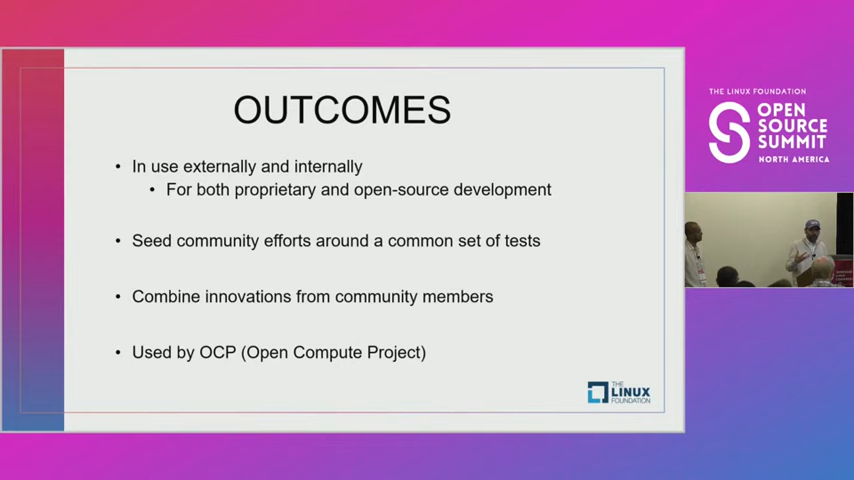 OUTCOMES
• In use externally and internally
• For both proprietary and open-source development
• Seed community efforts around a common set of tests
• Combine innovations from community members
• Used by OCP (Open Compute Project)
THE
LINUX
FOUNDATION
THE LINUX FOUNDATION
OPEN
SOURCE
SUMMIT
NORTH AMERICA